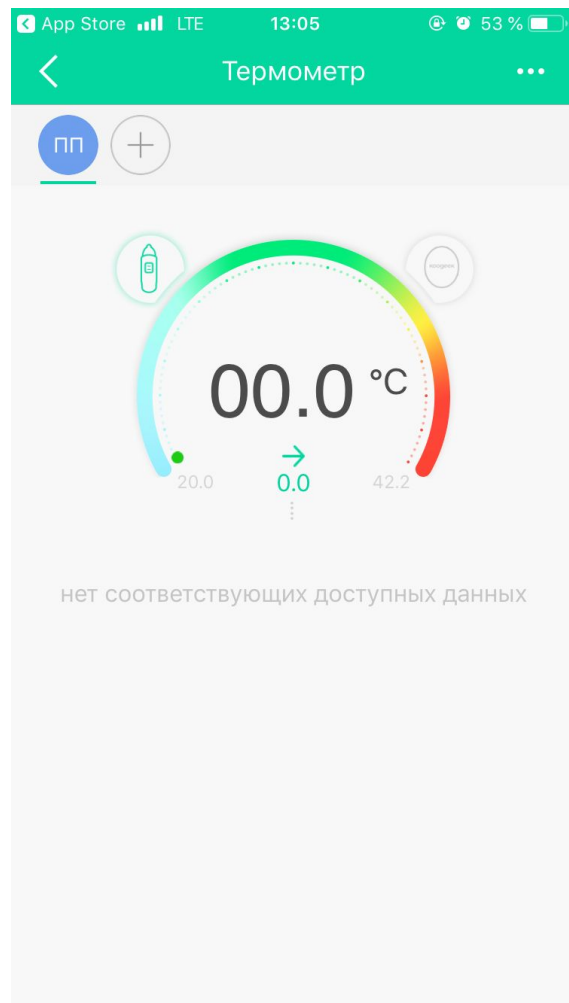 App Store LTE 13:05 53 %
Термометр
ПП
00.0 °C
0.0
20.0 42.2
нет соответствующих доступных данных